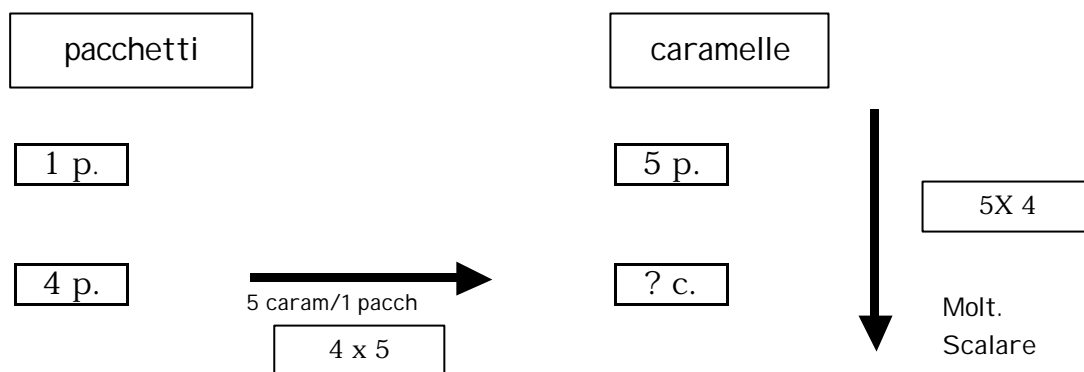 pacchetti
caramelle
1 p.
5 p.
5X 4
4 p.
5 caram/1 pacch
? c.
4 x 5
Molt.
Scalare